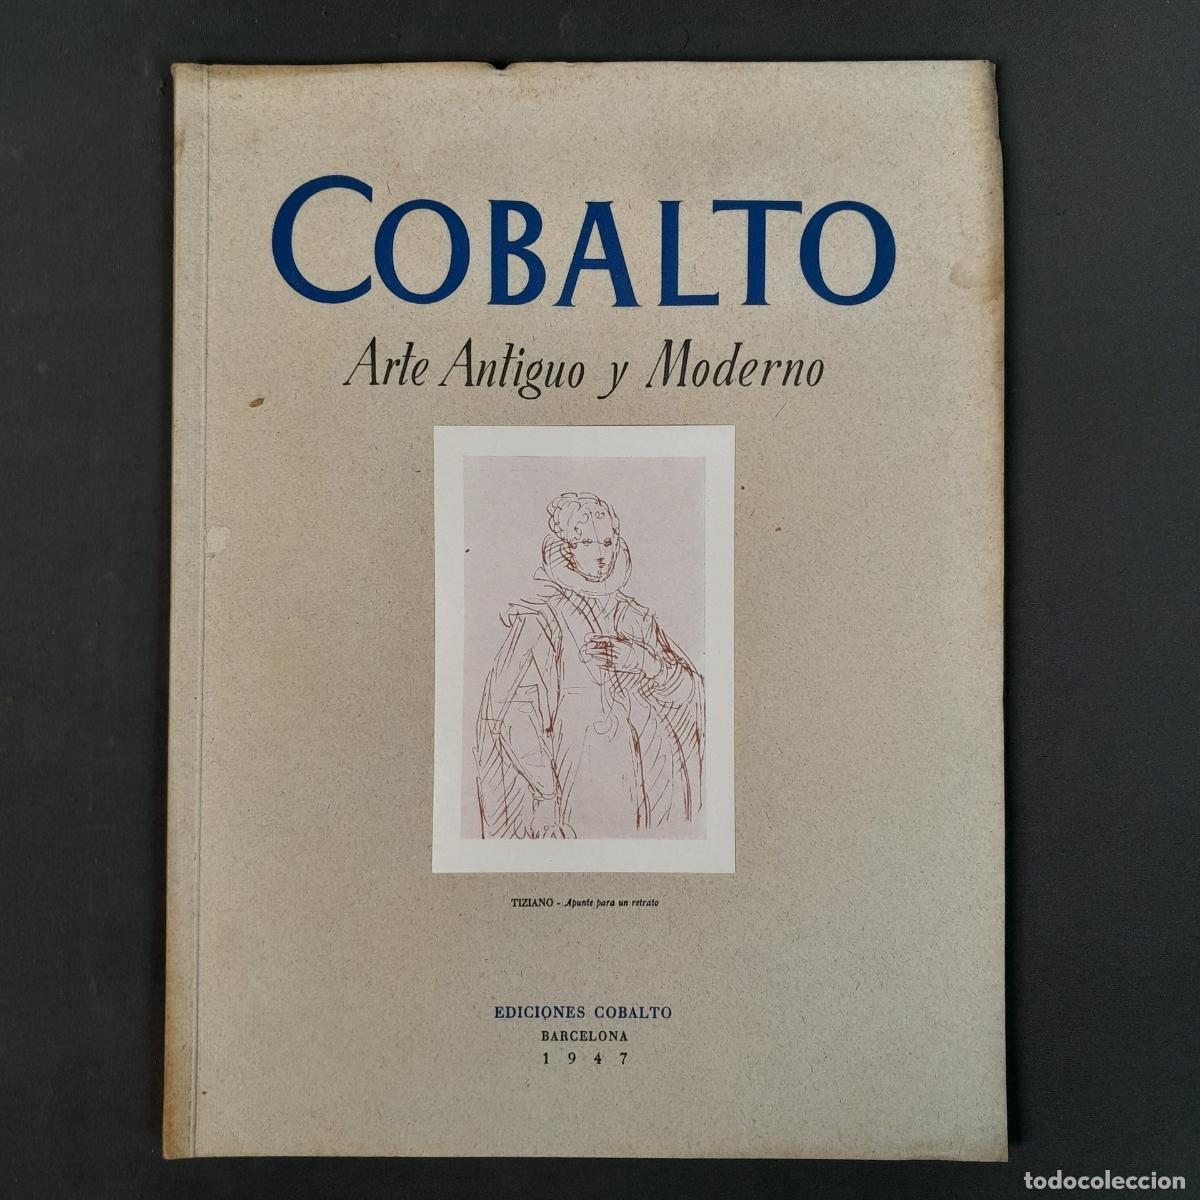 COBALTO
Arte Antiguo y Moderno
TIZIANO - Apunte para un retrato
EDICIONES COBALTO
BARCELONA
1947
todocoleccion